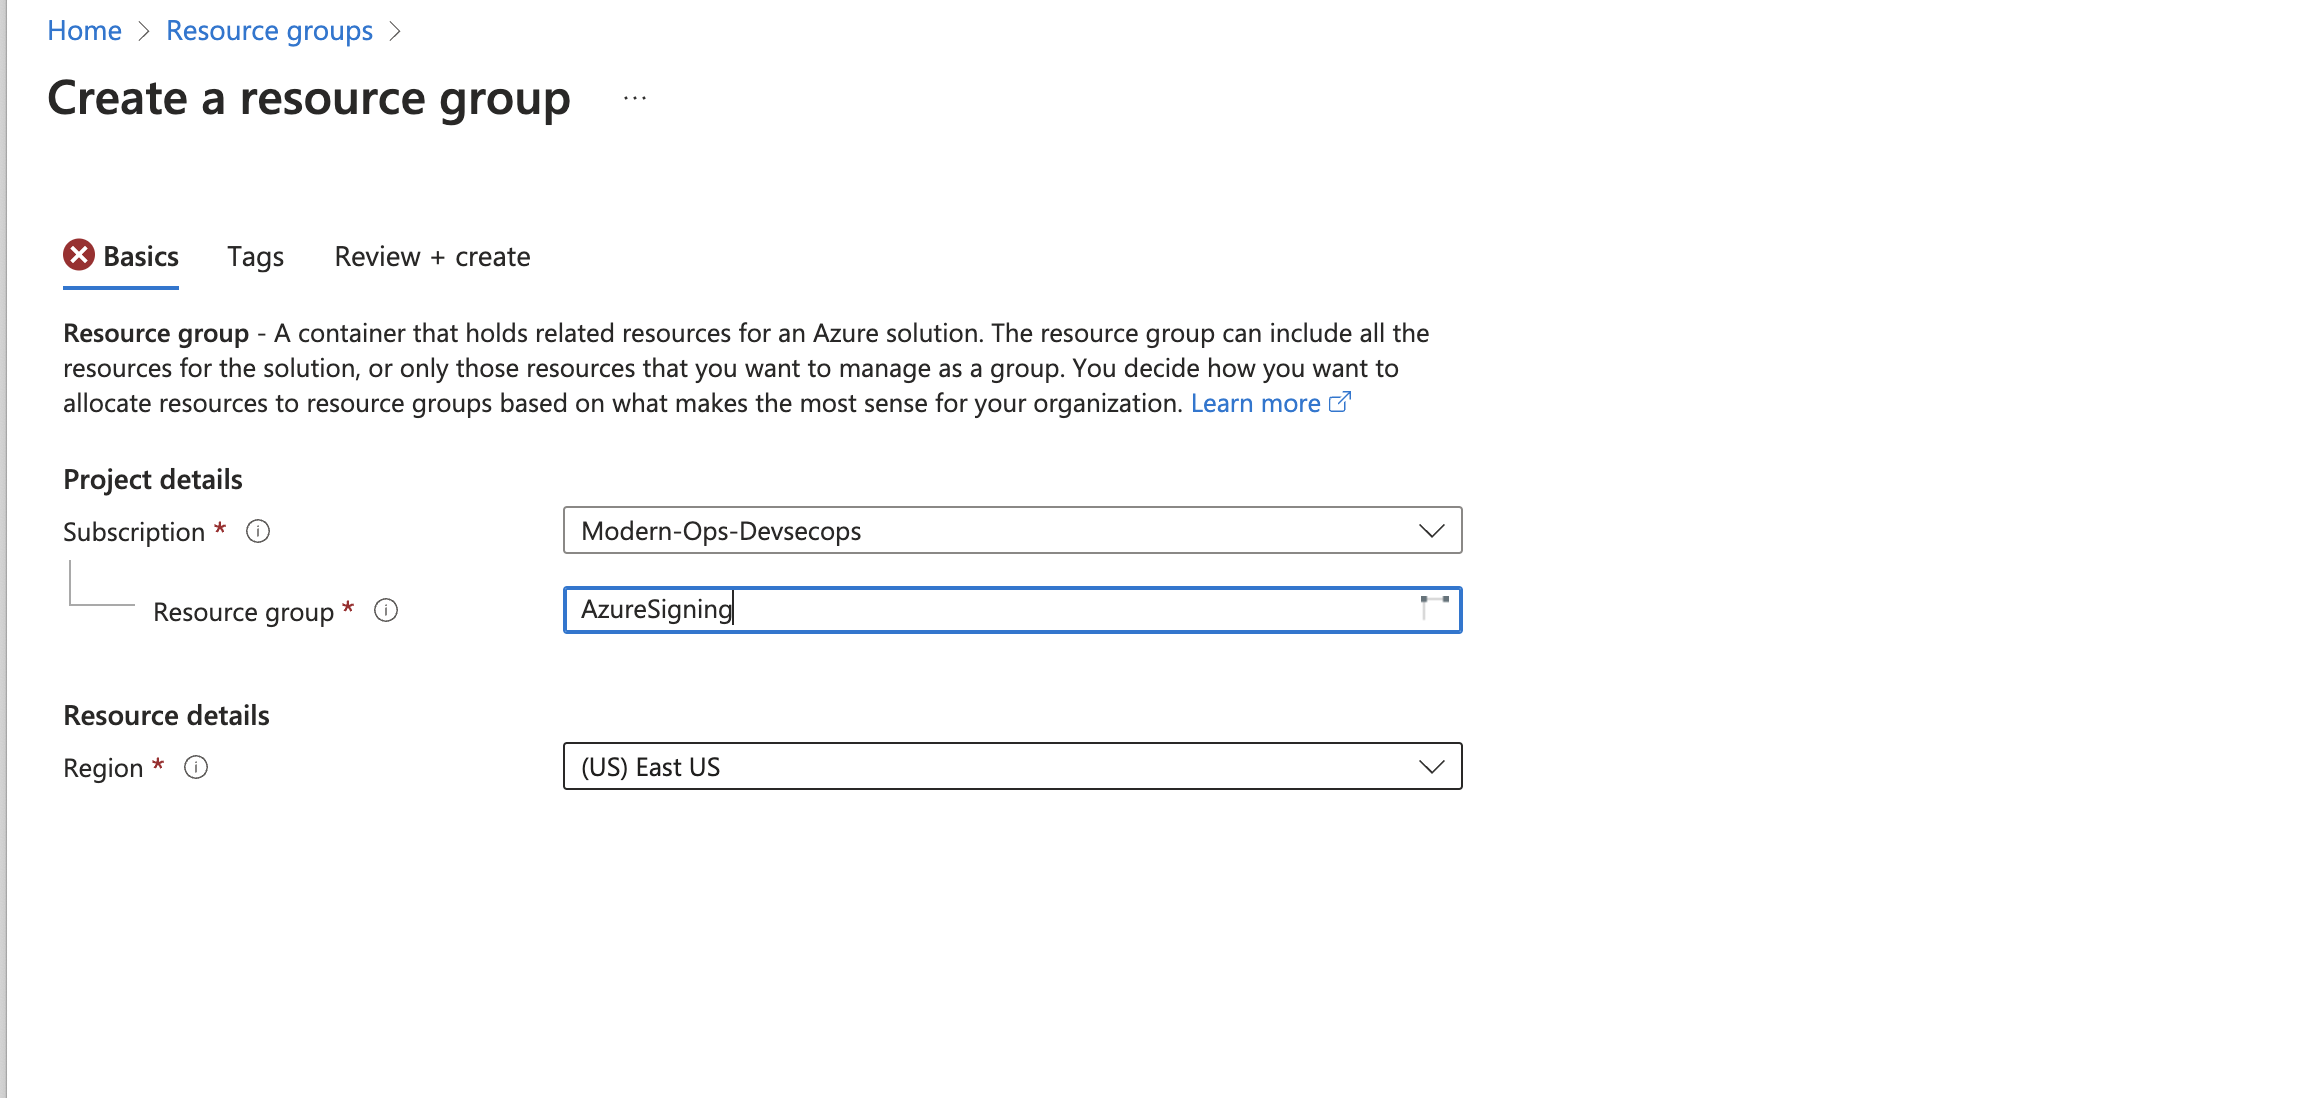 Home > Resource groups >
Create a resource group ...
Basics Tags Review + create
Resource group - A container that holds related resources for an Azure solution. The resource group can include all the
resources for the solution, or only those resources that you want to manage as a group. You decide how you want to
allocate resources to resource groups based on what makes the most sense for your organization. Learn more
Project details
Subscription * Modern-Ops-Devsecops
Resource group * AzureSigning
Resource details
Region * (US) East US